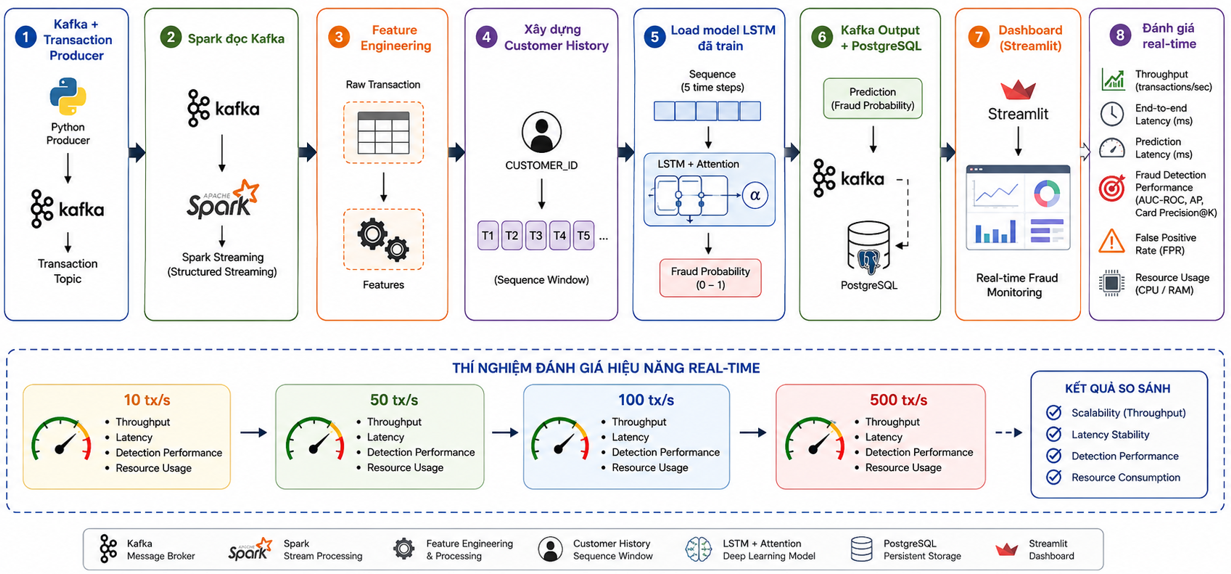 1
Kafka +
Transaction
Producer
Python
Producer
kafka
Transaction
Topic
2
Spark đọc Kafka
kafka
APACHE
Spark
Spark Streaming
(Structured Streaming)
3
Feature
Engineering
Raw Transaction
Features
4
Xây dựng
Customer History
CUSTOMER_ID
T1 T2 T3 T4 T5 ...
(Sequence Window)
5
Load model LSTM
đã train
Sequence
(5 time steps)
LSTM + Attention
α
Fraud Probability
(0 – 1)
6
Kafka Output
+ PostgreSQL
Prediction
(Fraud Probability)
kafka
PostgreSQL
7
Dashboard
(Streamlit)
Streamlit
Real-time Fraud
Monitoring
8
Đánh giá
real-time
Throughput
(transactions/sec)
End-to-end
Latency (ms)
Prediction
Latency (ms)
Fraud Detection
Performance
(AUC-ROC, AP,
Card Precision@K)
False Positive
Rate (FPR)
Resource Usage
(CPU / RAM)
THÍ NGHIỆM ĐÁNH GIÁ HIỆU NĂNG REAL-TIME
10 tx/s
• Throughput
• Latency
• Detection Performance
• Resource Usage
50 tx/s
• Throughput
• Latency
• Detection Performance
• Resource Usage
100 tx/s
• Throughput
• Latency
• Detection Performance
• Resource Usage
500 tx/s
• Throughput
• Latency
• Detection Performance
• Resource Usage
KẾT QUẢ SO SÁNH
Scalability (Throughput)
Latency Stability
Detection Performance
Resource Consumption
Kafka
Message Broker
APACHE
Spark
Spark
Stream Processing
Feature Engineering
& Processing
Customer History
Sequence Window
LSTM + Attention
Deep Learning Model
PostgreSQL
Persistent Storage
Streamlit
Dashboard